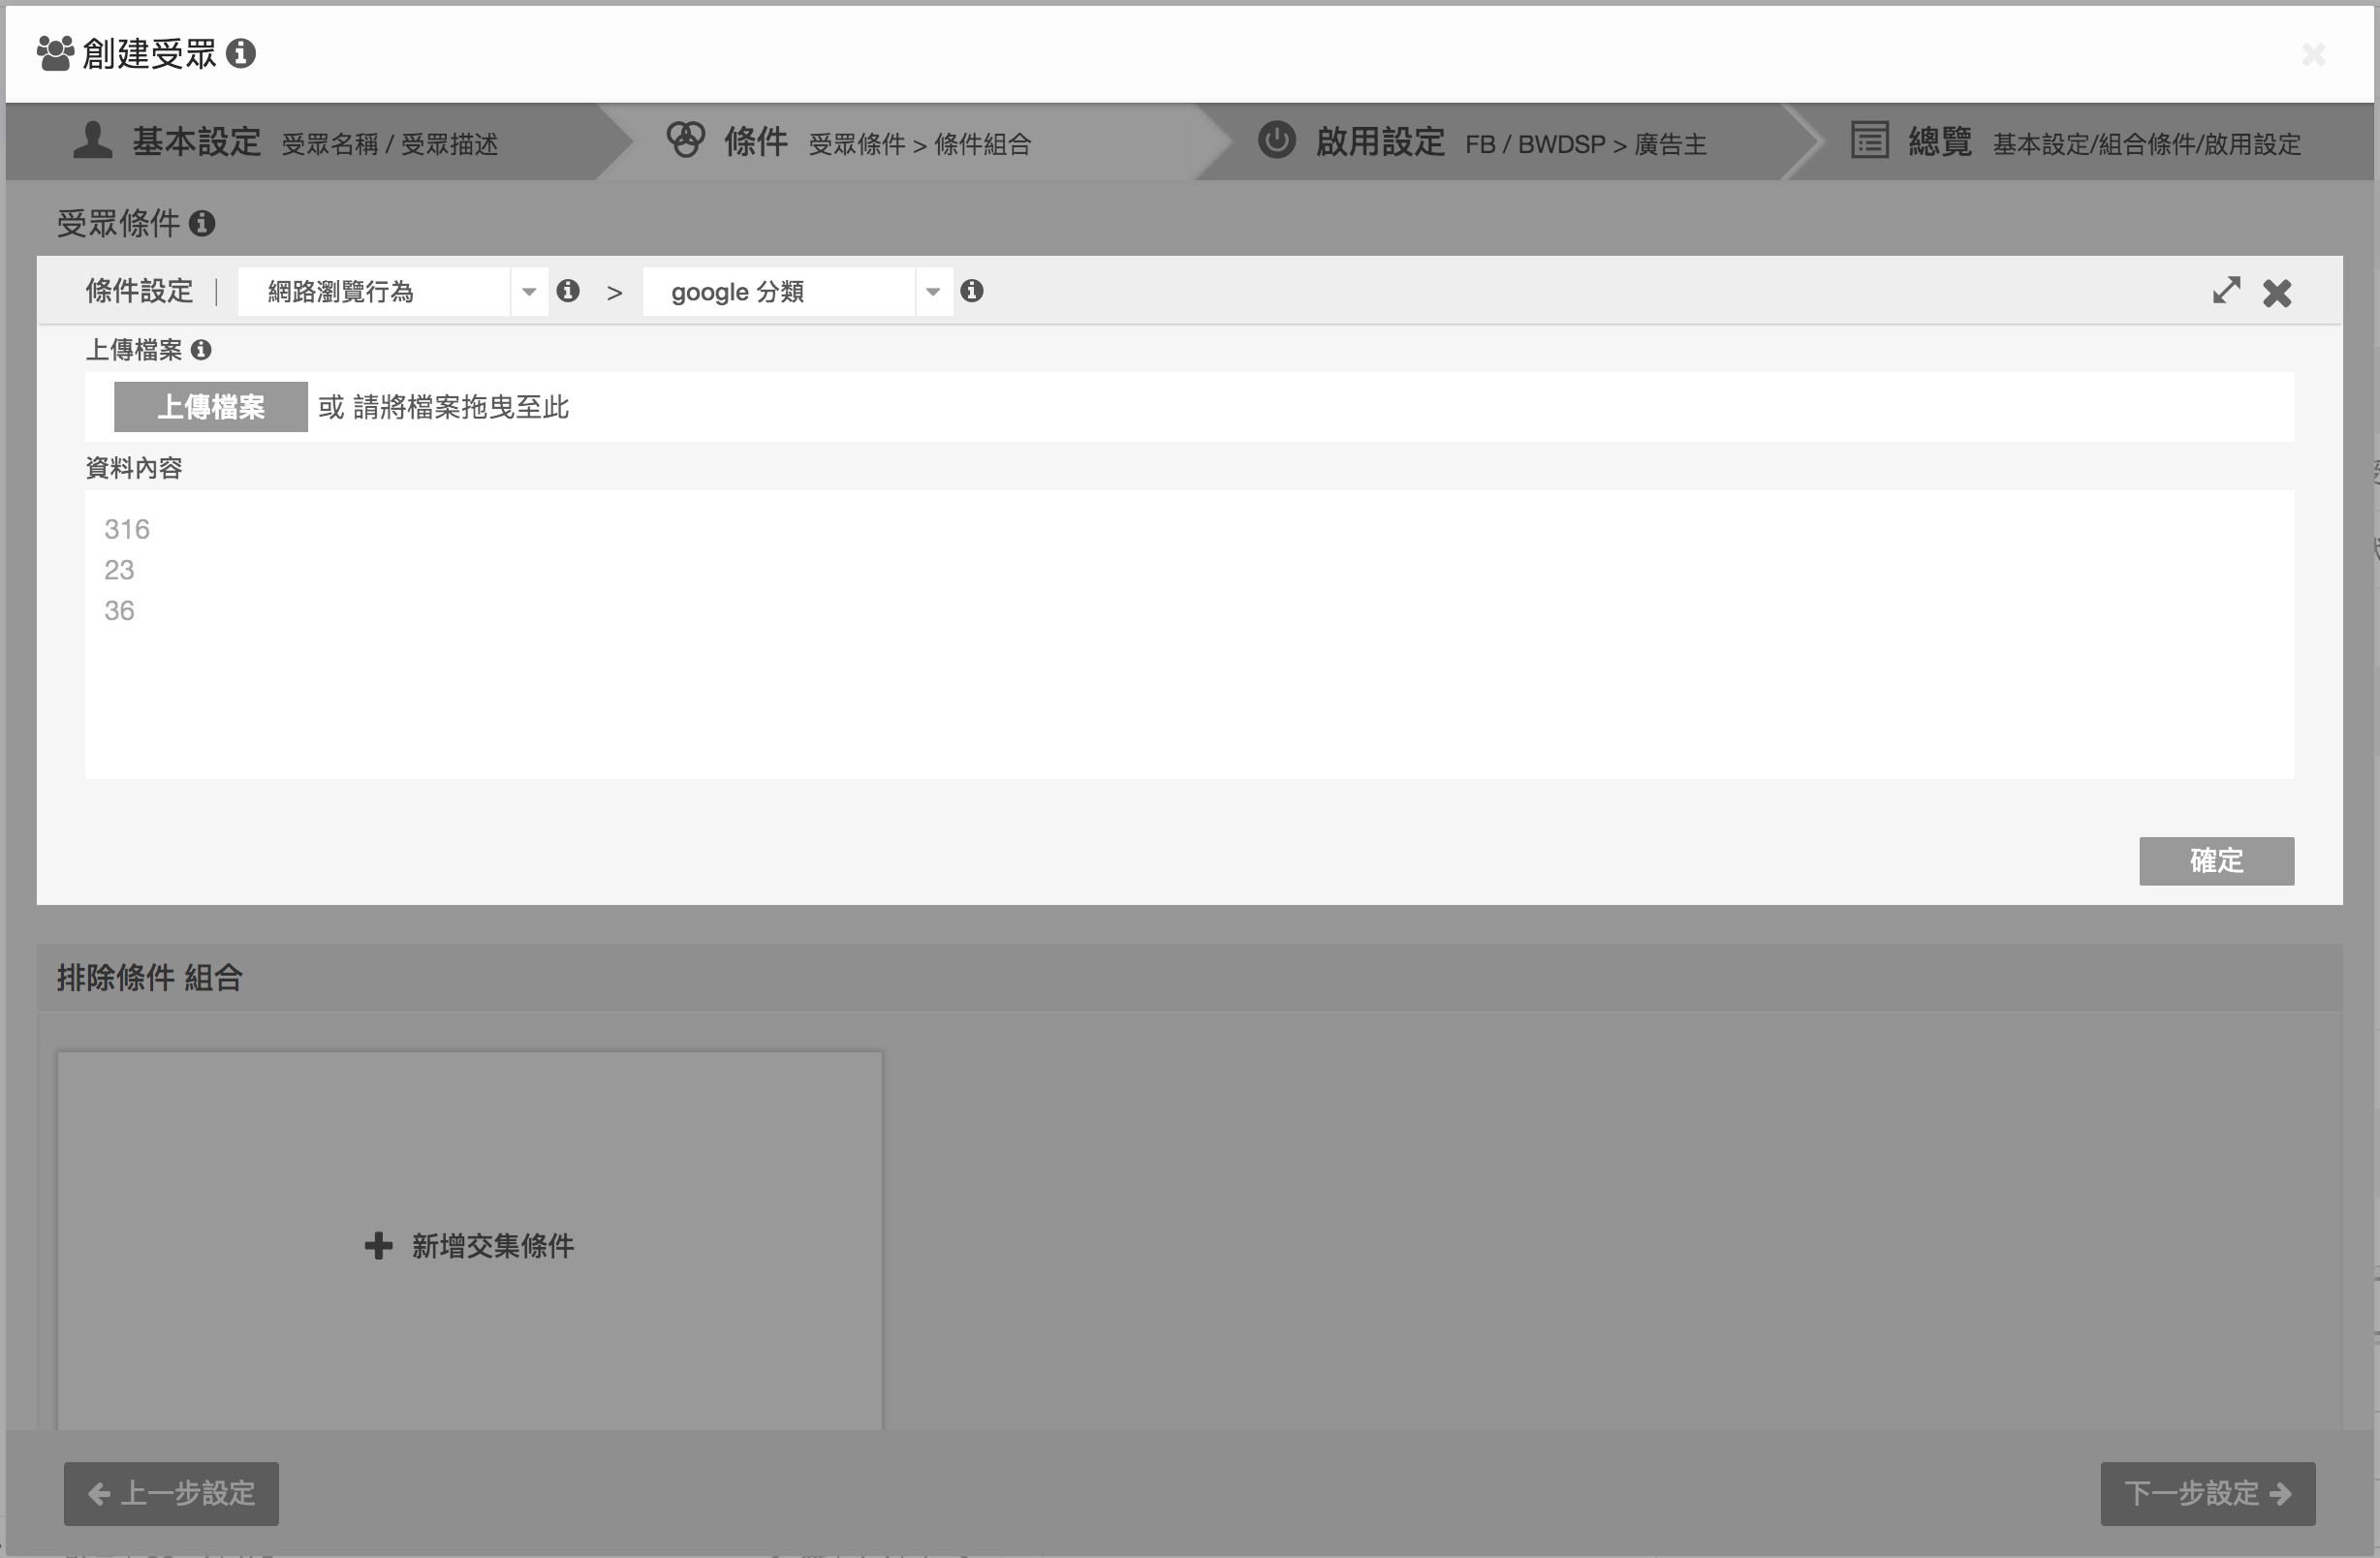 創建受眾
基本設定 受眾名稱 / 受眾描述
條件 受眾條件 > 條件組合
啟用設定 FB / BWDSP > 廣告主
總覽 基本設定/組合條件/啟用設定
受眾條件
條件設定 | 網路瀏覽行為 > google 分類
上傳檔案
上傳檔案 或 請將檔案拖曳至此
資料內容
316
23
36
確定
排除條件 組合
新增交集條件
上一步設定
下一步設定